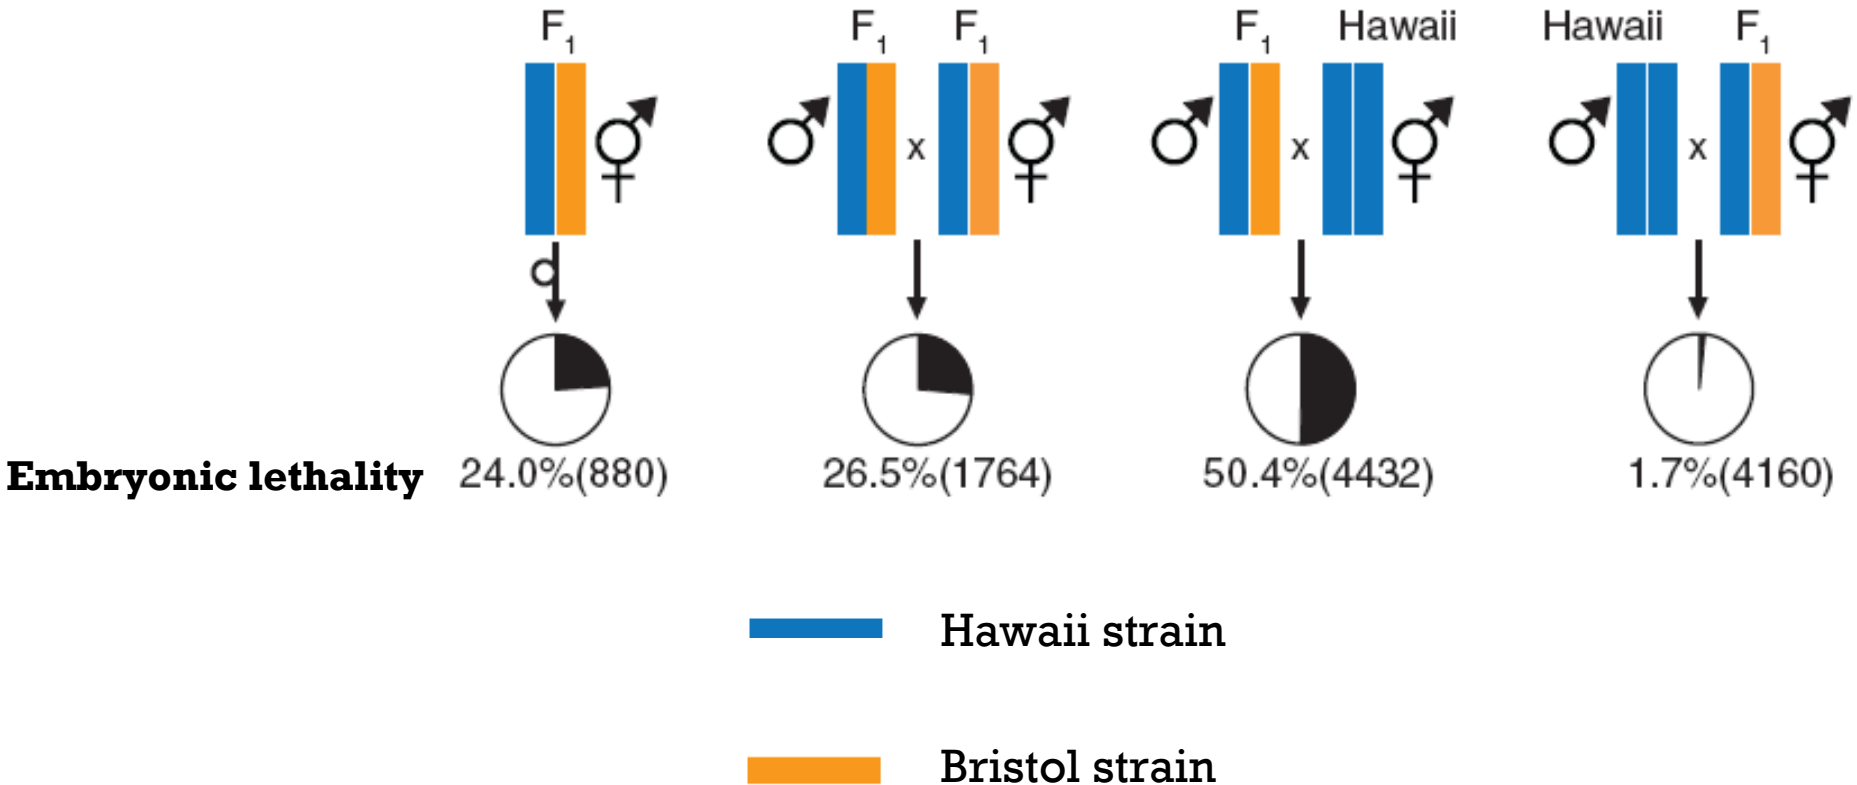 F1 F1 F1 F1 Hawaii Hawaii F1
x x x
Embryonic lethality 24.0%(880) 26.5%(1764) 50.4%(4432) 1.7%(4160)
Hawaii strain
Bristol strain